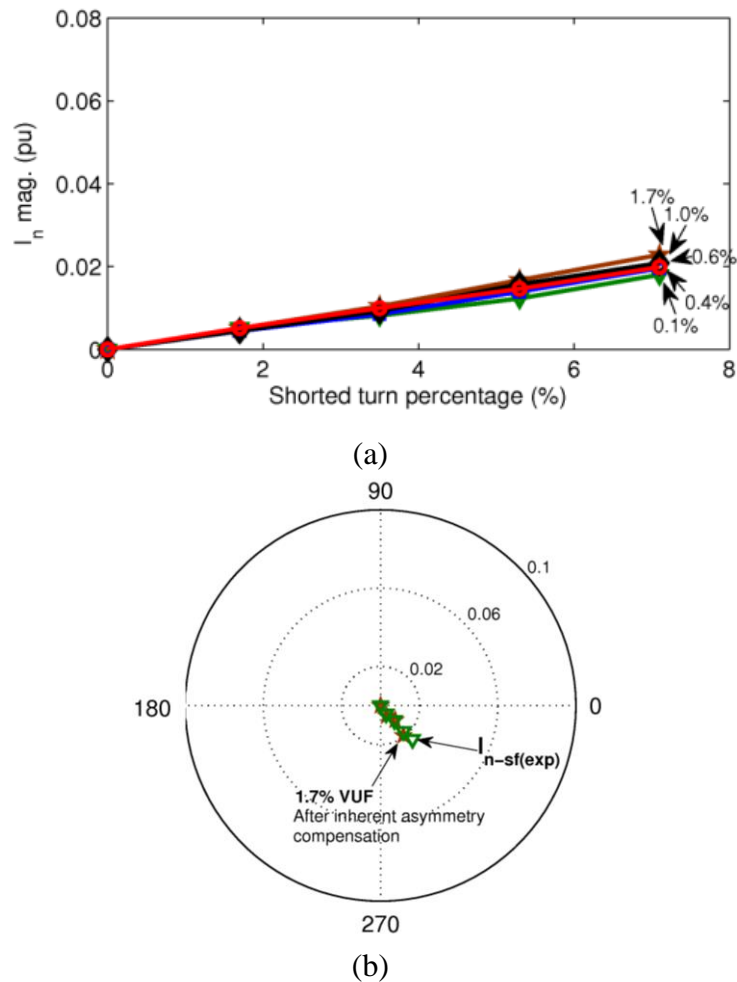 0.08
0.06
0.04
0.02
0
I_n mag. (pu)
1.7%
1.0%
0.6%
0.4%
0.1%
0 2 4 6 8
Shorted turn percentage (%)
(a)
90
0.1
0.06
0.02
180
0
I_n-sf(exp)
1.7% VUF
After inherent asymmetry
compensation
270
(b)